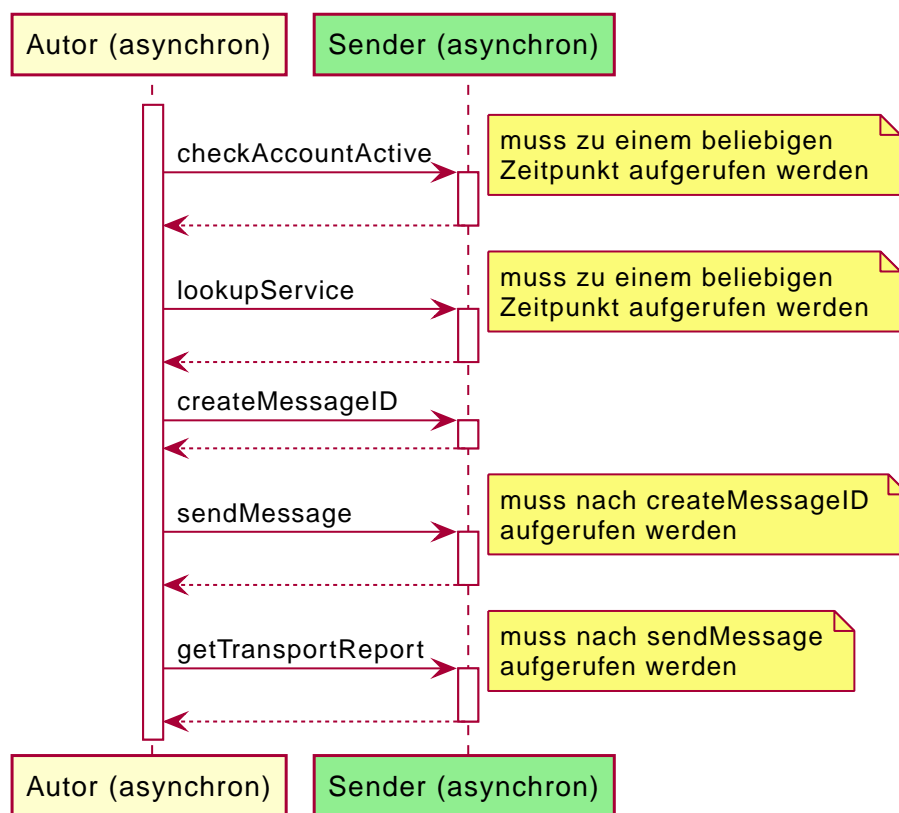 Autor (asynchron)
Sender (asynchron)
checkAccountActive
muss zu einem beliebigen
Zeitpunkt aufgerufen werden
lookupService
muss zu einem beliebigen
Zeitpunkt aufgerufen werden
createMessageID
sendMessage
muss nach createMessageID
aufgerufen werden
getTransportReport
muss nach sendMessage
aufgerufen werden
Autor (asynchron)
Sender (asynchron)